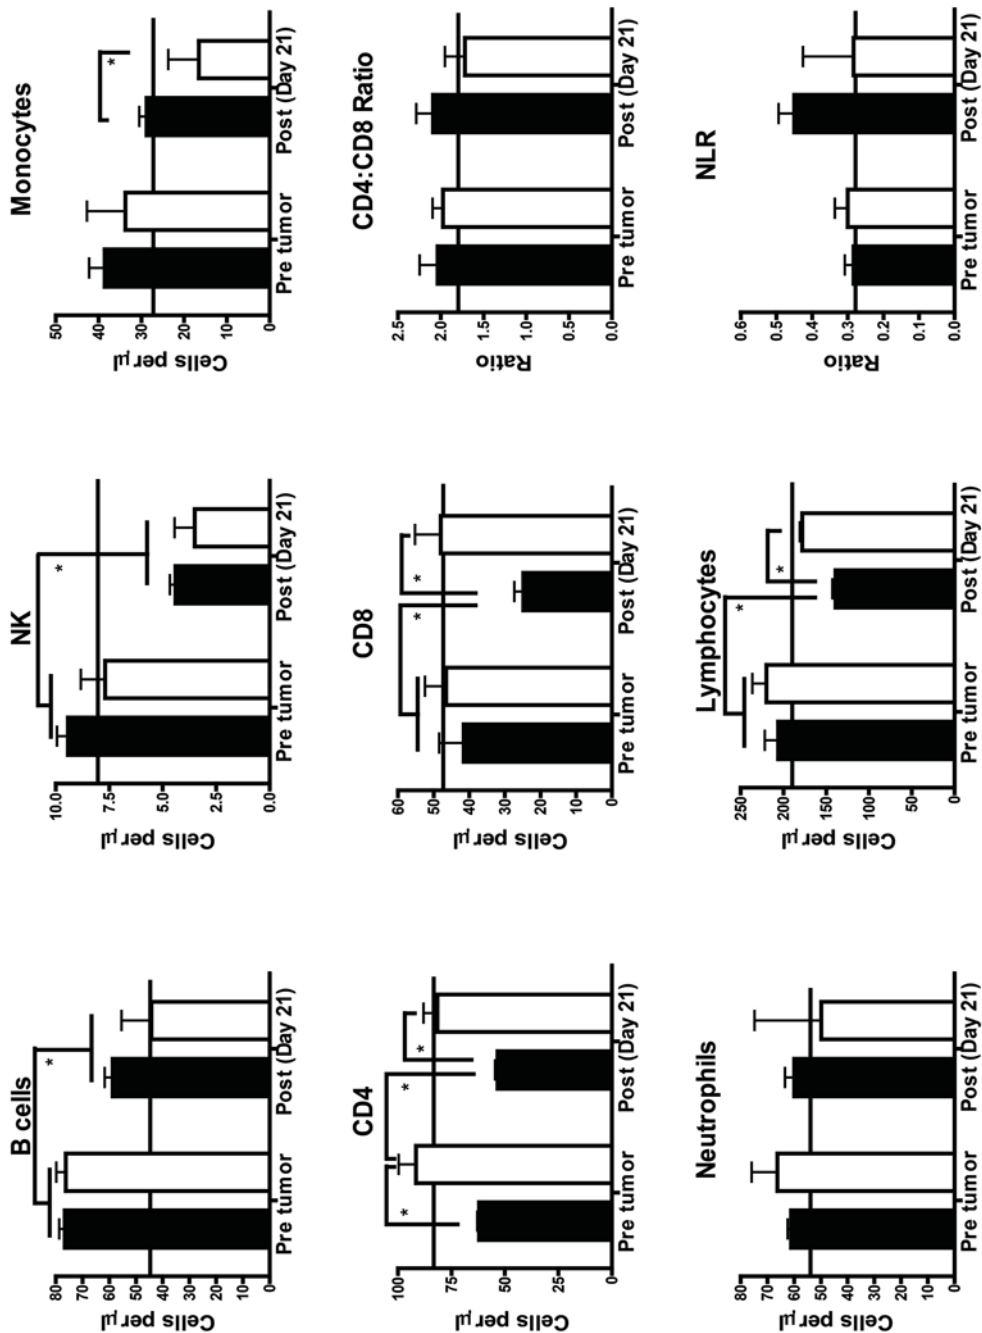 B cells
Cells per µl
80
70
60
50
40
30
20
10
0
*
Pre tumor
Post (Day 21)
NK
Cells per µl
10.0
7.5
5.0
2.5
0.0
*
Pre tumor
Post (Day 21)
Monocytes
Cells per µl
50
40
30
20
10
0
*
Pre tumor
Post (Day 21)
CD4
Cells per µl
100
75
50
25
0
*
*
*
Pre tumor
Post (Day 21)
CD8
Cells per µl
60
50
40
30
20
10
0
*
*
Pre tumor
Post (Day 21)
CD4:CD8 Ratio
Ratio
2.5
2.0
1.5
1.0
0.5
0.0
Pre tumor
Post (Day 21)
Neutrophils
Cells per µl
80
70
60
50
40
30
20
10
0
Pre tumor
Post (Day 21)
Lymphocytes
Cells per µl
250
200
150
100
50
0
*
*
Pre tumor
Post (Day 21)
NLR
Ratio
0.6
0.5
0.4
0.3
0.2
0.1
0.0
Pre tumor
Post (Day 21)